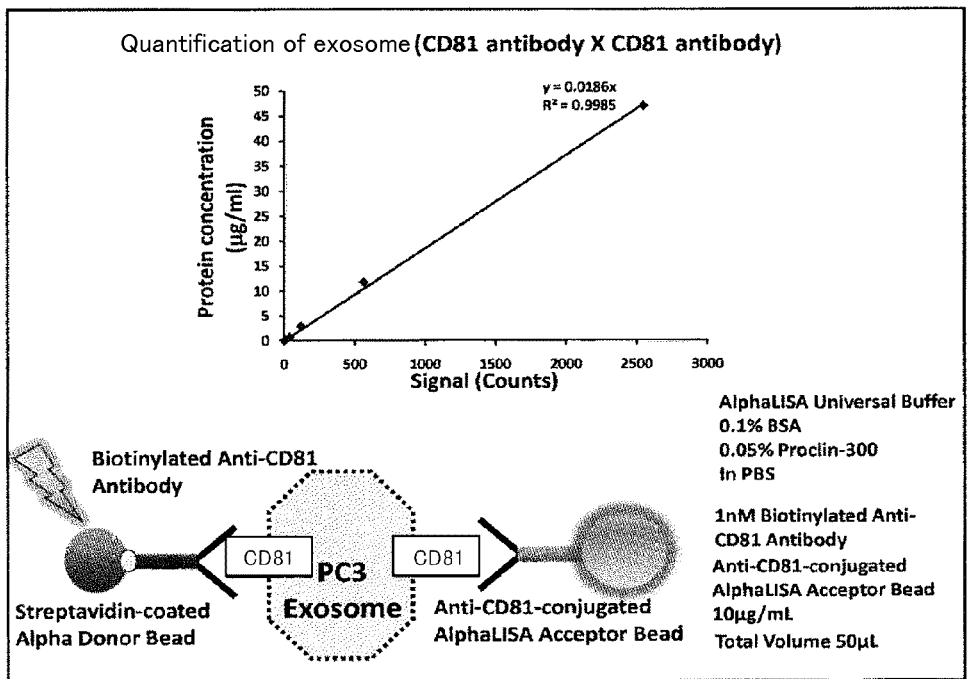 Quantification of exosome (CD81 antibody X CD81 antibody)
y = 0.0186x
R² = 0.9985
Protein concentration
(µg/ml)
50
45
40
35
30
25
20
15
10
5
0
0 500 1000 1500 2000 2500 3000
Signal (Counts)
AlphaLISA Universal Buffer
0.1% BSA
0.05% Proclin-300
In PBS
1nM Biotinylated Anti-
CD81 Antibody
Anti-CD81-conjugated
AlphaLISA Acceptor Bead
10µg/mL
Total Volume 50µL
Biotinylated Anti-CD81
Antibody
CD81
PC3
Exosome
CD81
Streptavidin-coated
Alpha Donor Bead
Anti-CD81-conjugated
AlphaLISA Acceptor Bead